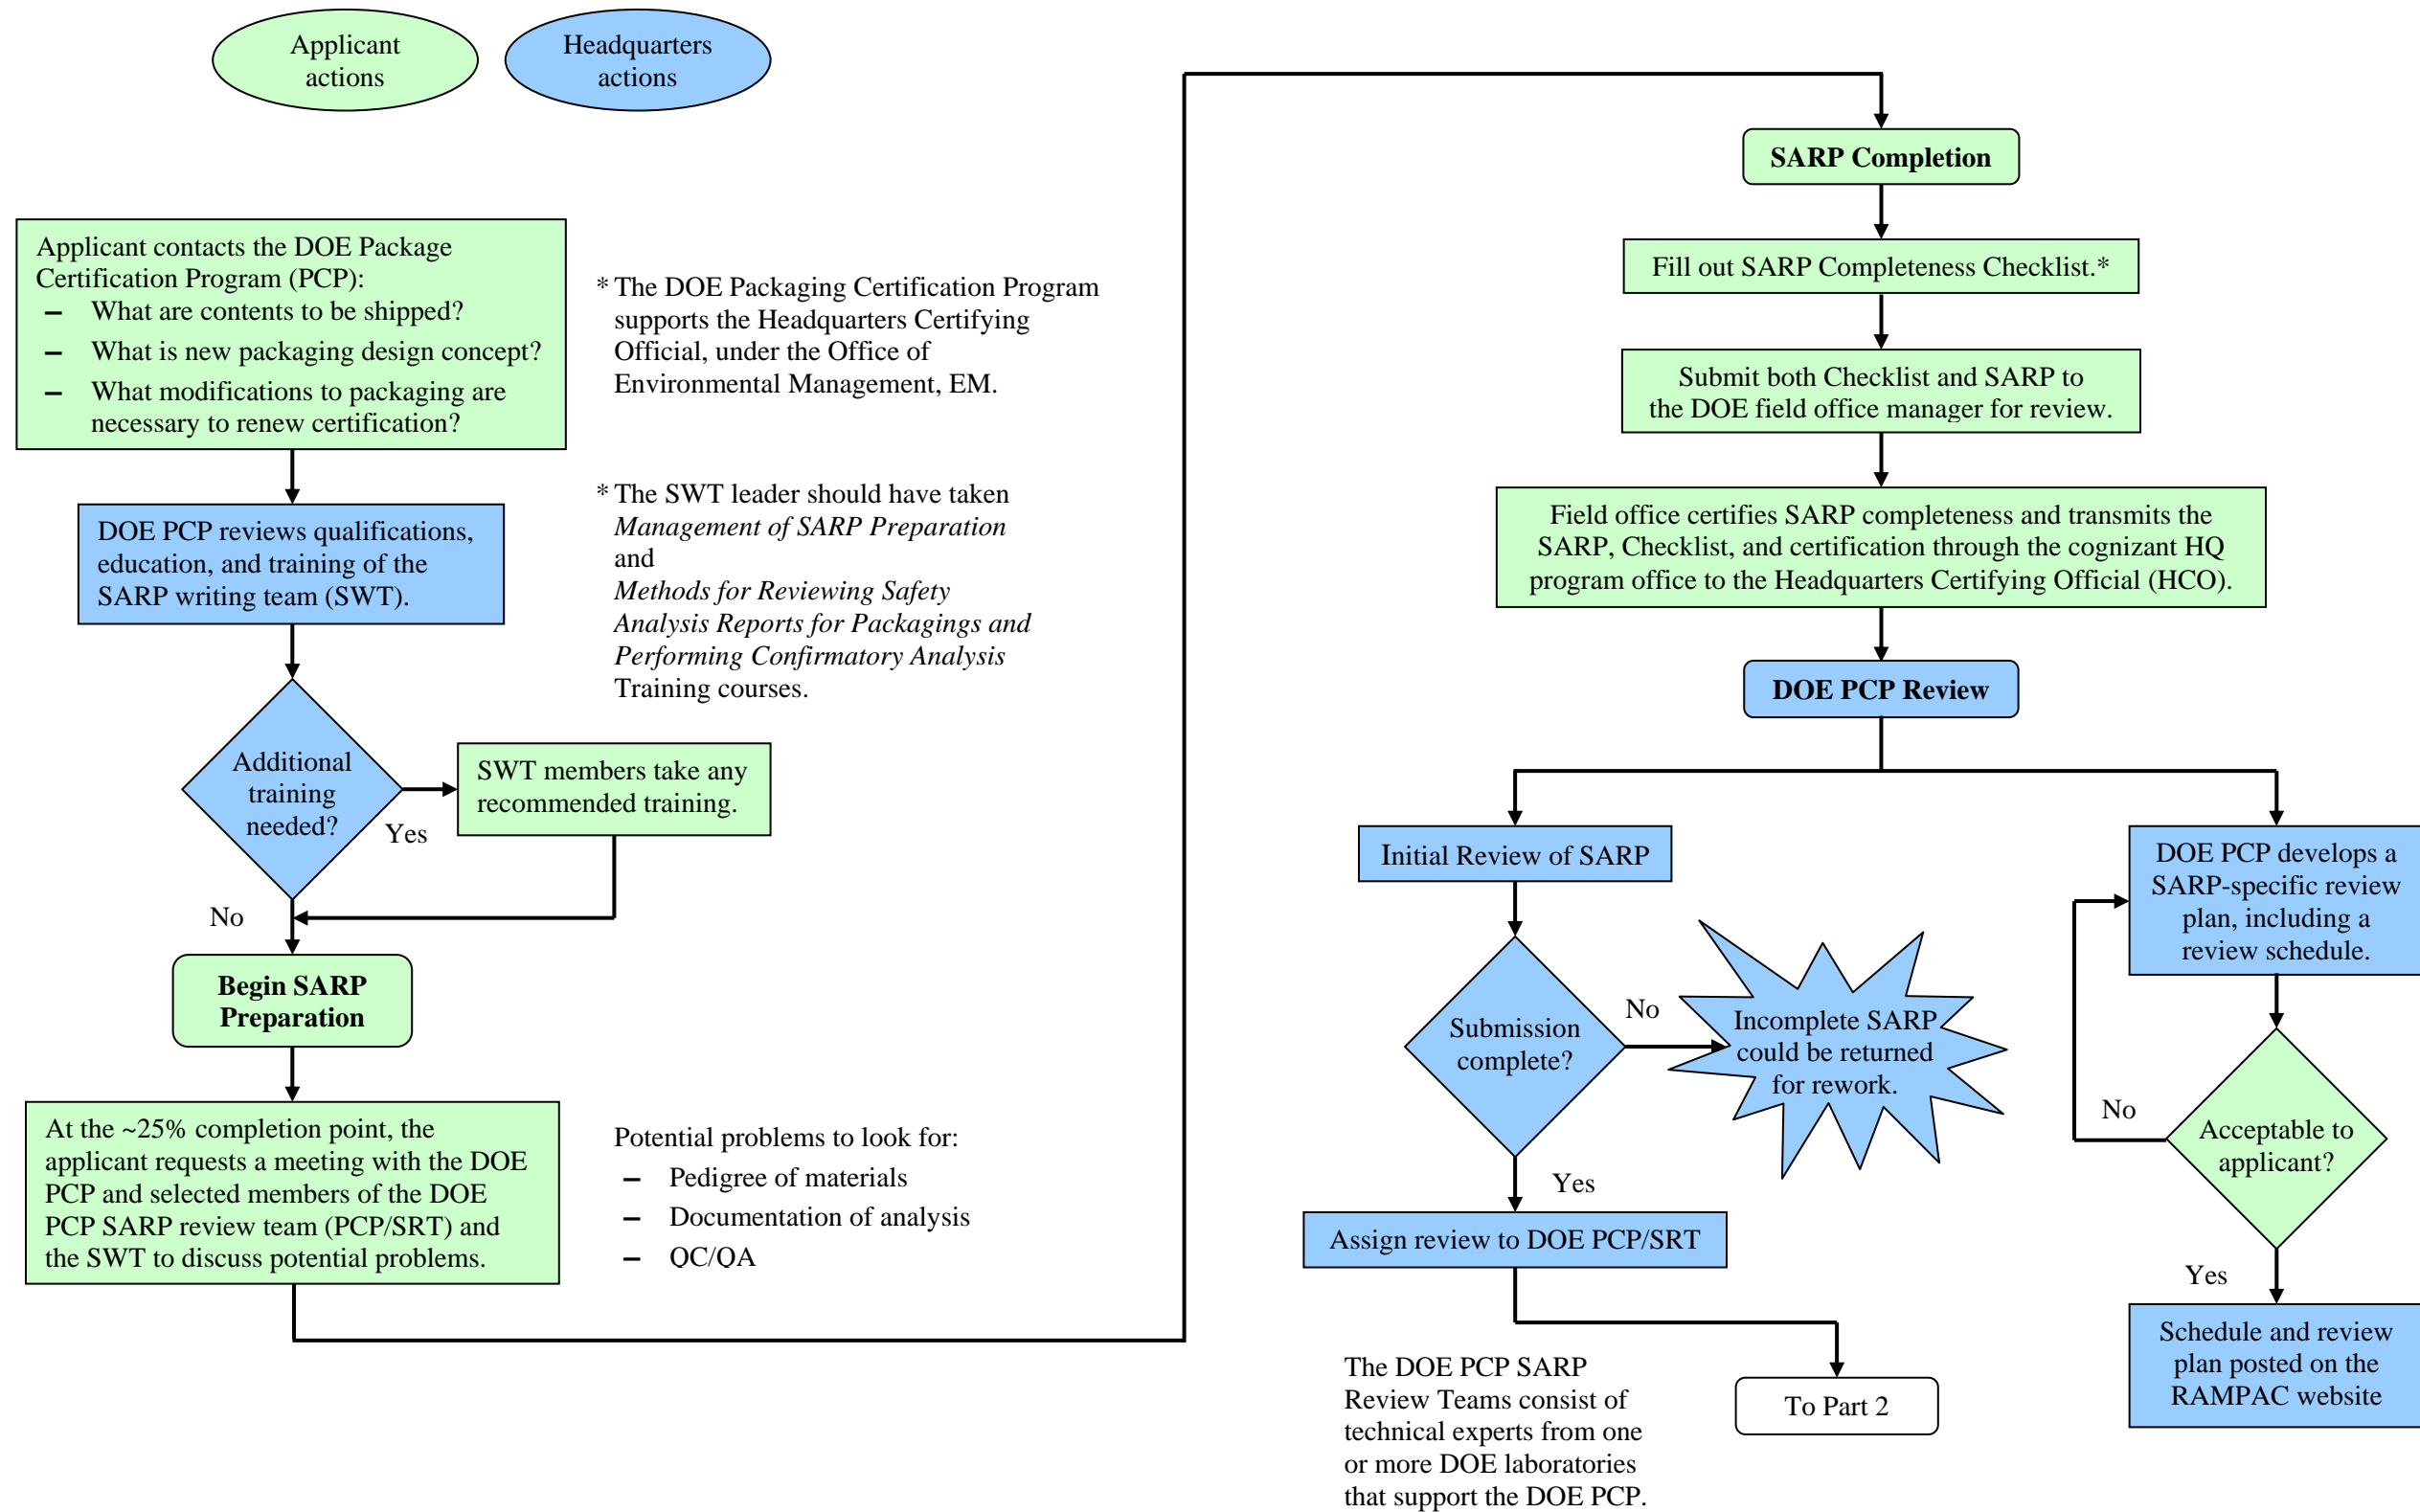 Applicant
actions
Headquarters
actions
Applicant contacts the DOE Package
Certification Program (PCP):
– What are contents to be shipped?
– What is new packaging design concept?
– What modifications to packaging are
necessary to renew certification?
* The DOE Packaging Certification Program
supports the Headquarters Certifying
Official, under the Office of
Environmental Management, EM.
DOE PCP reviews qualifications,
education, and training of the
SARP writing team (SWT).
* The SWT leader should have taken
Management of SARP Preparation
and
Methods for Reviewing Safety
Analysis Reports for Packagings and
Performing Confirmatory Analysis
Training courses.
Additional
training
needed?
Yes
SWT members take any
recommended training.
No
Begin SARP
Preparation
At the ~25% completion point, the
applicant requests a meeting with the DOE
PCP and selected members of the DOE
PCP SARP review team (PCP/SRT) and
the SWT to discuss potential problems.
Potential problems to look for:
– Pedigree of materials
– Documentation of analysis
– QC/QA
SARP Completion
Fill out SARP Completeness Checklist.*
Submit both Checklist and SARP to
the DOE field office manager for review.
Field office certifies SARP completeness and transmits the
SARP, Checklist, and certification through the cognizant HQ
program office to the Headquarters Certifying Official (HCO).
DOE PCP Review
Initial Review of SARP
Submission
complete?
No
Incomplete SARP
could be returned
for rework.
Yes
Assign review to DOE PCP/SRT
The DOE PCP SARP
Review Teams consist of
technical experts from one
or more DOE laboratories
that support the DOE PCP.
To Part 2
DOE PCP develops a
SARP-specific review
plan, including a
review schedule.
No
Acceptable to
applicant?
Yes
Schedule and review
plan posted on the
RAMPAC website